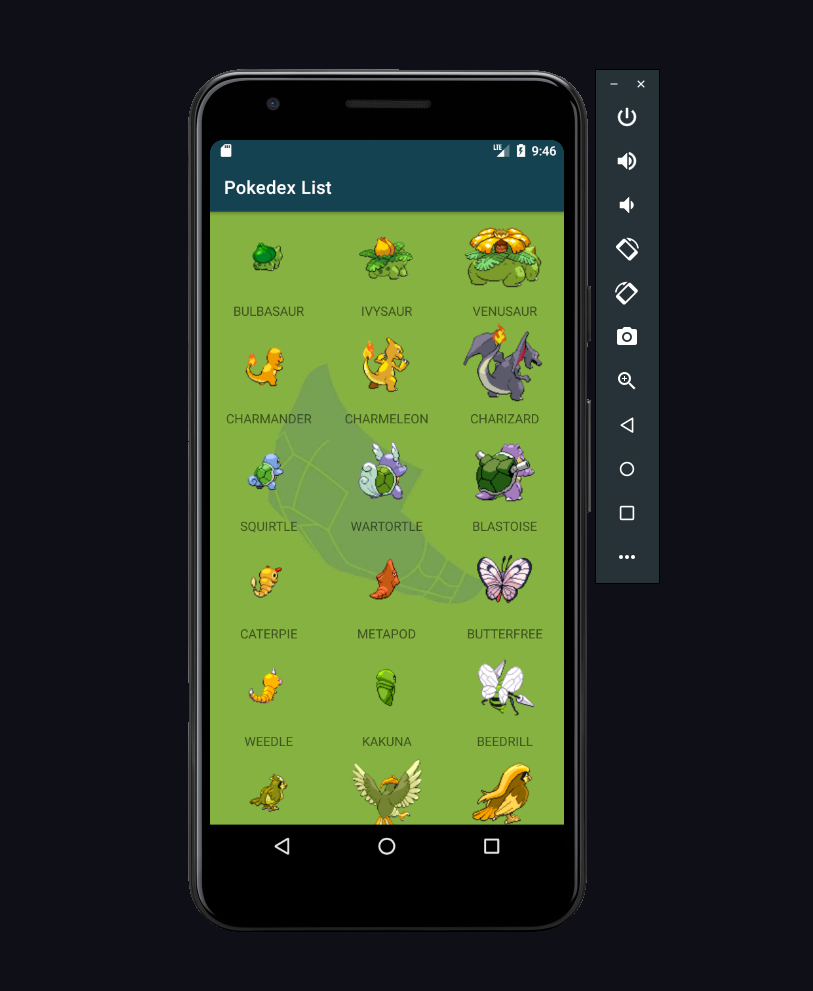 LTE 9:46
Pokedex List
BULBASAUR IVYSAUR VENUSAUR
CHARMANDER CHARMELEON CHARIZARD
SQUIRTLE WARTORTLE BLASTOISE
CATERPIE METAPOD BUTTERFREE
WEEDLE KAKUNA BEEDRILL